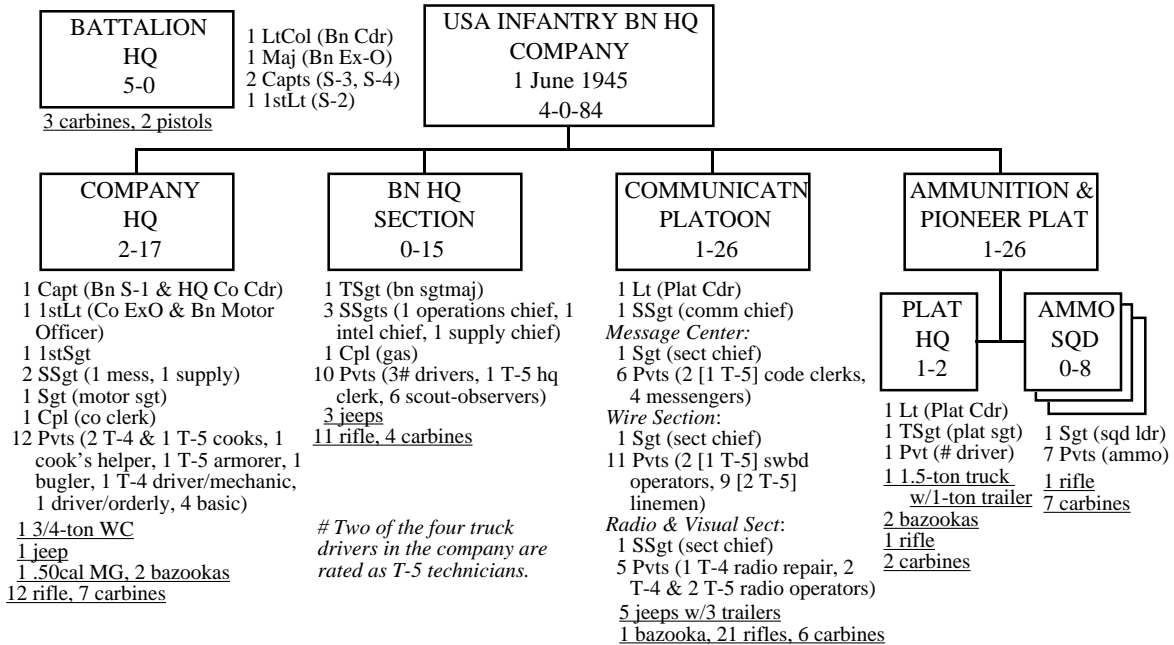 BATTALION
HQ
5-0
3 carbines, 2 pistols
1 LtCol (Bn Cdr)
1 Maj (Bn Ex-O)
2 Capts (S-3, S-4)
1 1stLt (S-2)
USA INFANTRY BN HQ
COMPANY
1 June 1945
4-0-84
COMPANY
HQ
2-17
1 Capt (Bn S-1 & HQ Co Cdr)
1 1stLt (Co ExO & Bn Motor
Officer)
1 1stSgt
2 SSgt (1 mess, 1 supply)
1 Sgt (motor sgt)
1 Cpl (co clerk)
12 Pvts (2 T-4 & 1 T-5 cooks, 1
cook's helper, 1 T-5 armorer, 1
bugler, 1 T-4 driver/mechanic,
1 driver/orderly, 4 basic)
1 3/4-ton WC
1 jeep
1 .50cal MG, 2 bazookas
12 rifle, 7 carbines
BN HQ
SECTION
0-15
1 TSgt (bn sgtmaj)
3 SSgts (1 operations chief, 1
intel chief, 1 supply chief)
1 Cpl (gas)
10 Pvts (3# drivers, 1 T-5 hq
clerk, 6 scout-observers)
3 jeeps
11 rifle, 4 carbines
# Two of the four truck
drivers in the company are
rated as T-5 technicians.
COMMUNICATN
PLATOON
1-26
1 Lt (Plat Cdr)
1 SSgt (comm chief)
Message Center:
1 Sgt (sect chief)
6 Pvts (2 [1 T-5] code clerks,
4 messengers)
Wire Section:
1 Sgt (sect chief)
11 Pvts (2 [1 T-5] swbd
operators, 9 [2 T-5]
linemen)
Radio & Visual Sect:
1 SSgt (sect chief)
5 Pvts (1 T-4 radio repair, 2
T-4 & 2 T-5 radio operators)
5 jeeps w/3 trailers
1 bazooka, 21 rifles, 6 carbines
AMMUNITION &
PIONEER PLAT
1-26
PLAT
HQ
1-2
1 Lt (Plat Cdr)
1 TSgt (plat sgt)
1 Pvt (# driver)
1 1.5-ton truck
w/1-ton trailer
2 bazookas
1 rifle
2 carbines
AMMO
SQD
0-8
1 Sgt (sqd ldr)
7 Pvts (ammo)
1 rifle
7 carbines